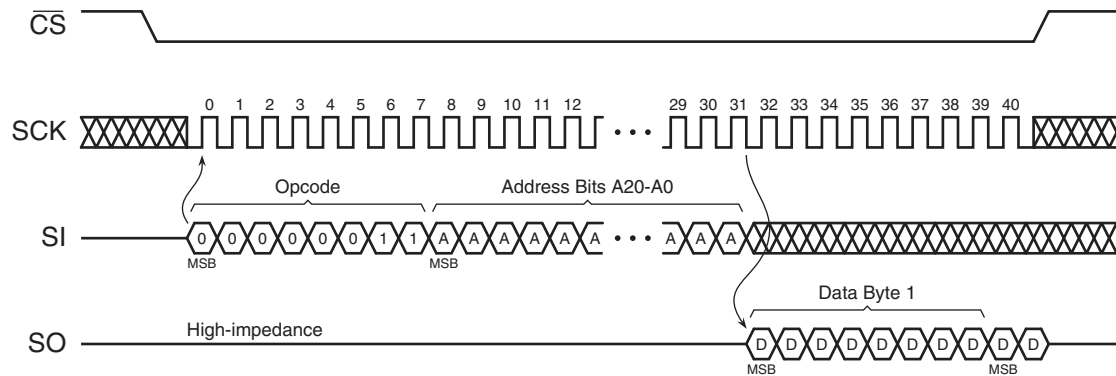 CS
0 1 2 3 4 5 6 7 8 9 10 11 12 29 30 31 32 33 34 35 36 37 38 39 40
SCK
Opcode Address Bits A20-A0
SI 0 0 0 0 0 0 1 1 A A A A A A A A A
MSB MSB
Data Byte 1
High-impedance
SO D D D D D D D D D D
MSB MSB